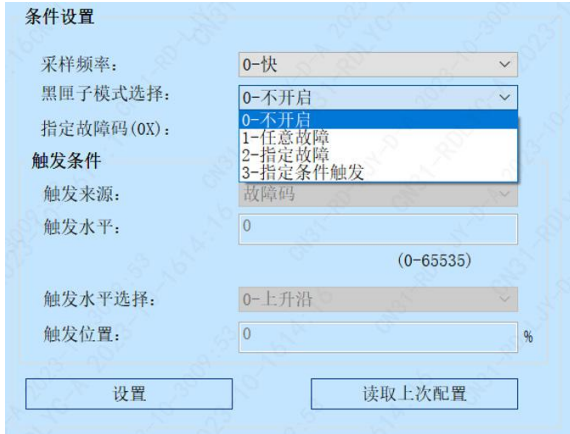 条件设置
采样频率：
0-快
黑匣子模式选择：
0-不开启
0-不开启
1-任意故障
2-指定故障
3-指定条件触发
指定故障码(0X)：
触发条件
触发来源：
故障码
触发水平：
0
(0-65535)
触发水平选择：
0-上升沿
触发位置：
0
%
设置
读取上次配置